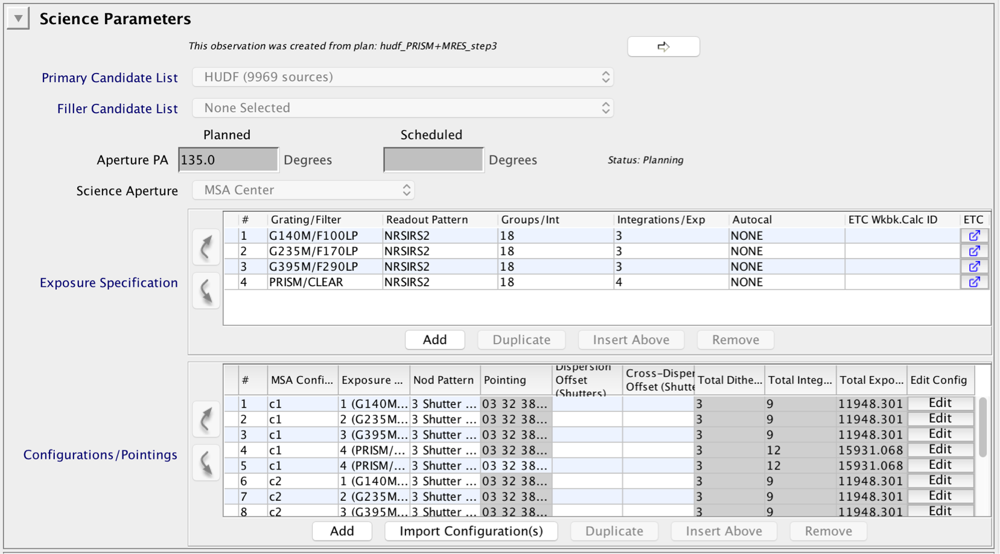 Science Parameters
This observation was created from plan: hudf_PRISM+MRES_step3
Primary Candidate List HUDF (9969 sources)
Filler Candidate List None Selected
Planned Scheduled
Aperture PA 135.0 Degrees Degrees Status: Planning
Science Aperture MSA Center
# Grating/Filter Readout Pattern Groups/Int Integrations/Exp Autocal ETC Wkbk.Calc ID ETC
1 G140M/F100LP NRSIRS2 18 3 NONE
2 G235M/F170LP NRSIRS2 18 3 NONE
3 G395M/F290LP NRSIRS2 18 3 NONE
4 PRISM/CLEAR NRSIRS2 18 4 NONE
Exposure Specification
Add Duplicate Insert Above Remove
# MSA Confi... Exposure ... Nod Pattern Pointing Dispersion Offset (Shutters) Cross-Disper Offset (Shutte Total Dithe... Total Integ... Total Expo... Edit Config
1 c1 1 (G140M... 3 Shutter ... 03 32 38... 3 9 11948.301 Edit
2 c1 2 (G235M... 3 Shutter ... 03 32 38... 3 9 11948.301 Edit
3 c1 3 (G395M... 3 Shutter ... 03 32 38... 3 9 11948.301 Edit
4 c1 4 (PRISM/... 3 Shutter ... 03 32 38... 3 12 15931.068 Edit
5 c1 4 (PRISM/... 3 Shutter ... 03 32 38... 3 12 15931.068 Edit
6 c2 1 (G140M... 3 Shutter ... 03 32 38... 3 9 11948.301 Edit
7 c2 2 (G235M... 3 Shutter ... 03 32 38... 3 9 11948.301 Edit
8 c2 3 (G395M... 3 Shutter ... 03 32 38... 3 9 11948.301 Edit
Configurations/Pointings
Add Import Configuration(s) Duplicate Insert Above Remove